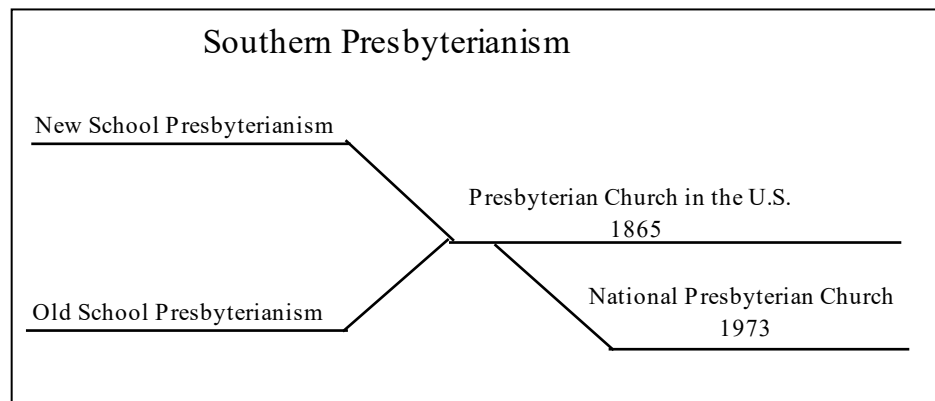 Southern Presbyterianism
New School Presbyterianism
Presbyterian Church in the U.S.
1865
Old School Presbyterianism
National Presbyterian Church
1973